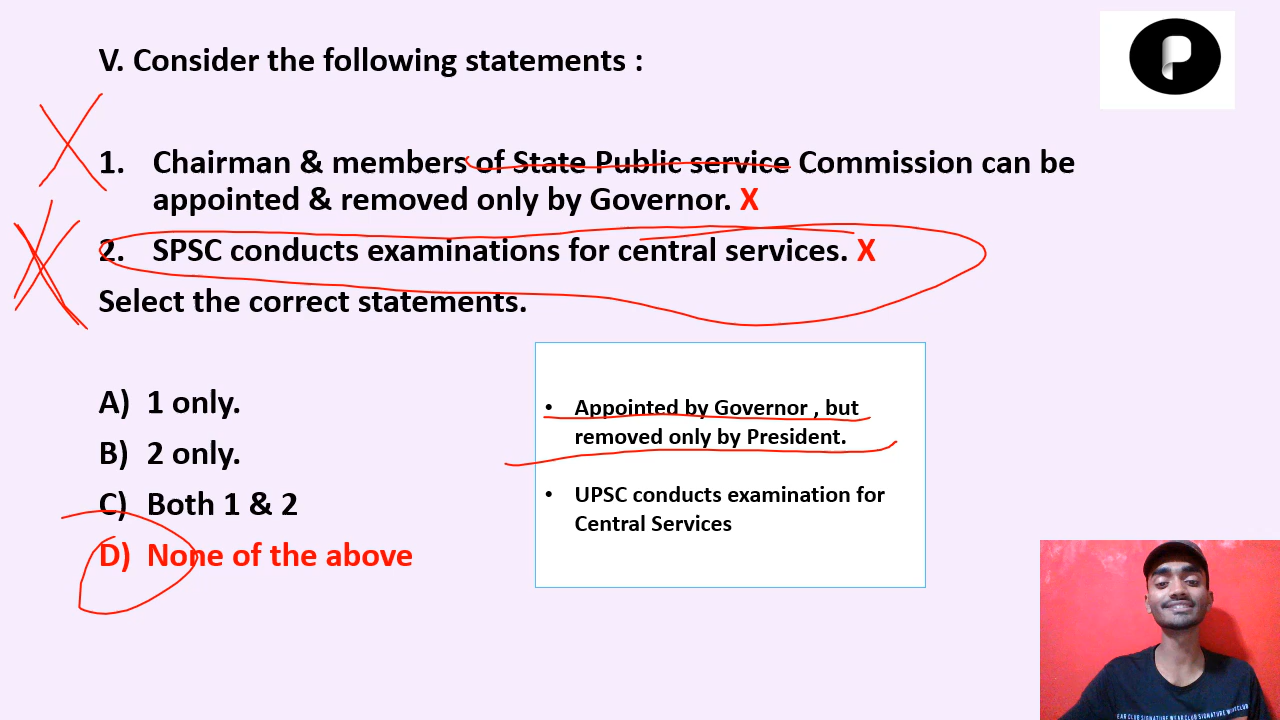 V. Consider the following statements :
1. Chairman & members of State Public service Commission can be
appointed & removed only by Governor. X
2. SPSC conducts examinations for central services. X
Select the correct statements.
A) 1 only.
B) 2 only.
C) Both 1 & 2
D) None of the above
• Appointed by Governor , but
removed only by President.
• UPSC conducts examination for
Central Services
P